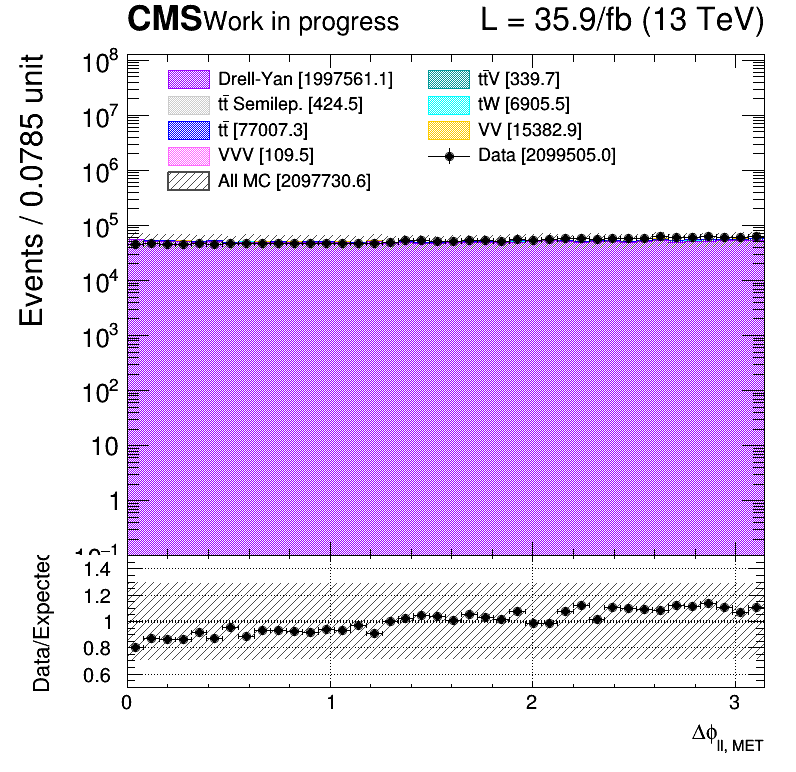 CMS Work in progress L = 35.9/fb (13 TeV)
Events / 0.0785 unit
10⁸
10⁷
10⁶
10⁵
10⁴
10³
10²
10
1
10⁻¹
Drell-Yan [1997561.1]
tt̄ Semilep. [424.5]
tt̄ [77007.3]
VVV [109.5]
All MC [2097730.6]
tt̄V [339.7]
tW [6905.5]
VV [15382.9]
Data [2099505.0]
Data/Expected
1.4
1.2
1
0.8
0.6
0 1 2 3
Δϕll, MET